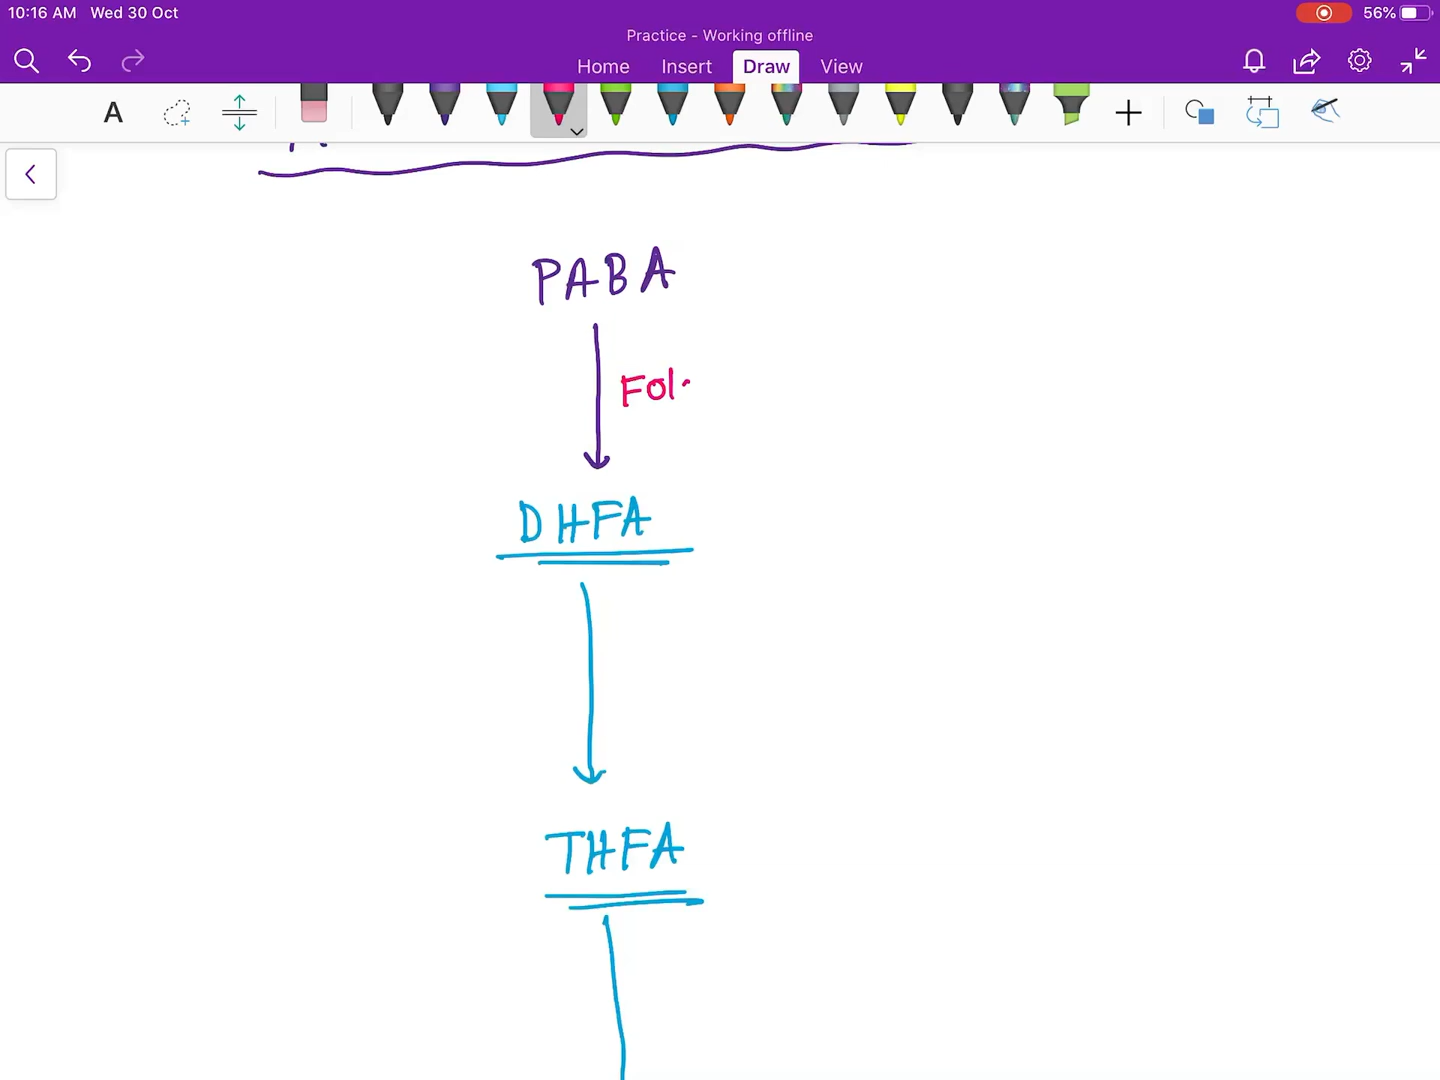 10:16 AM Wed 30 Oct
56%
Practice - Working offline
Home Insert Draw View
A
PABA
Fol
DHFA
THFA